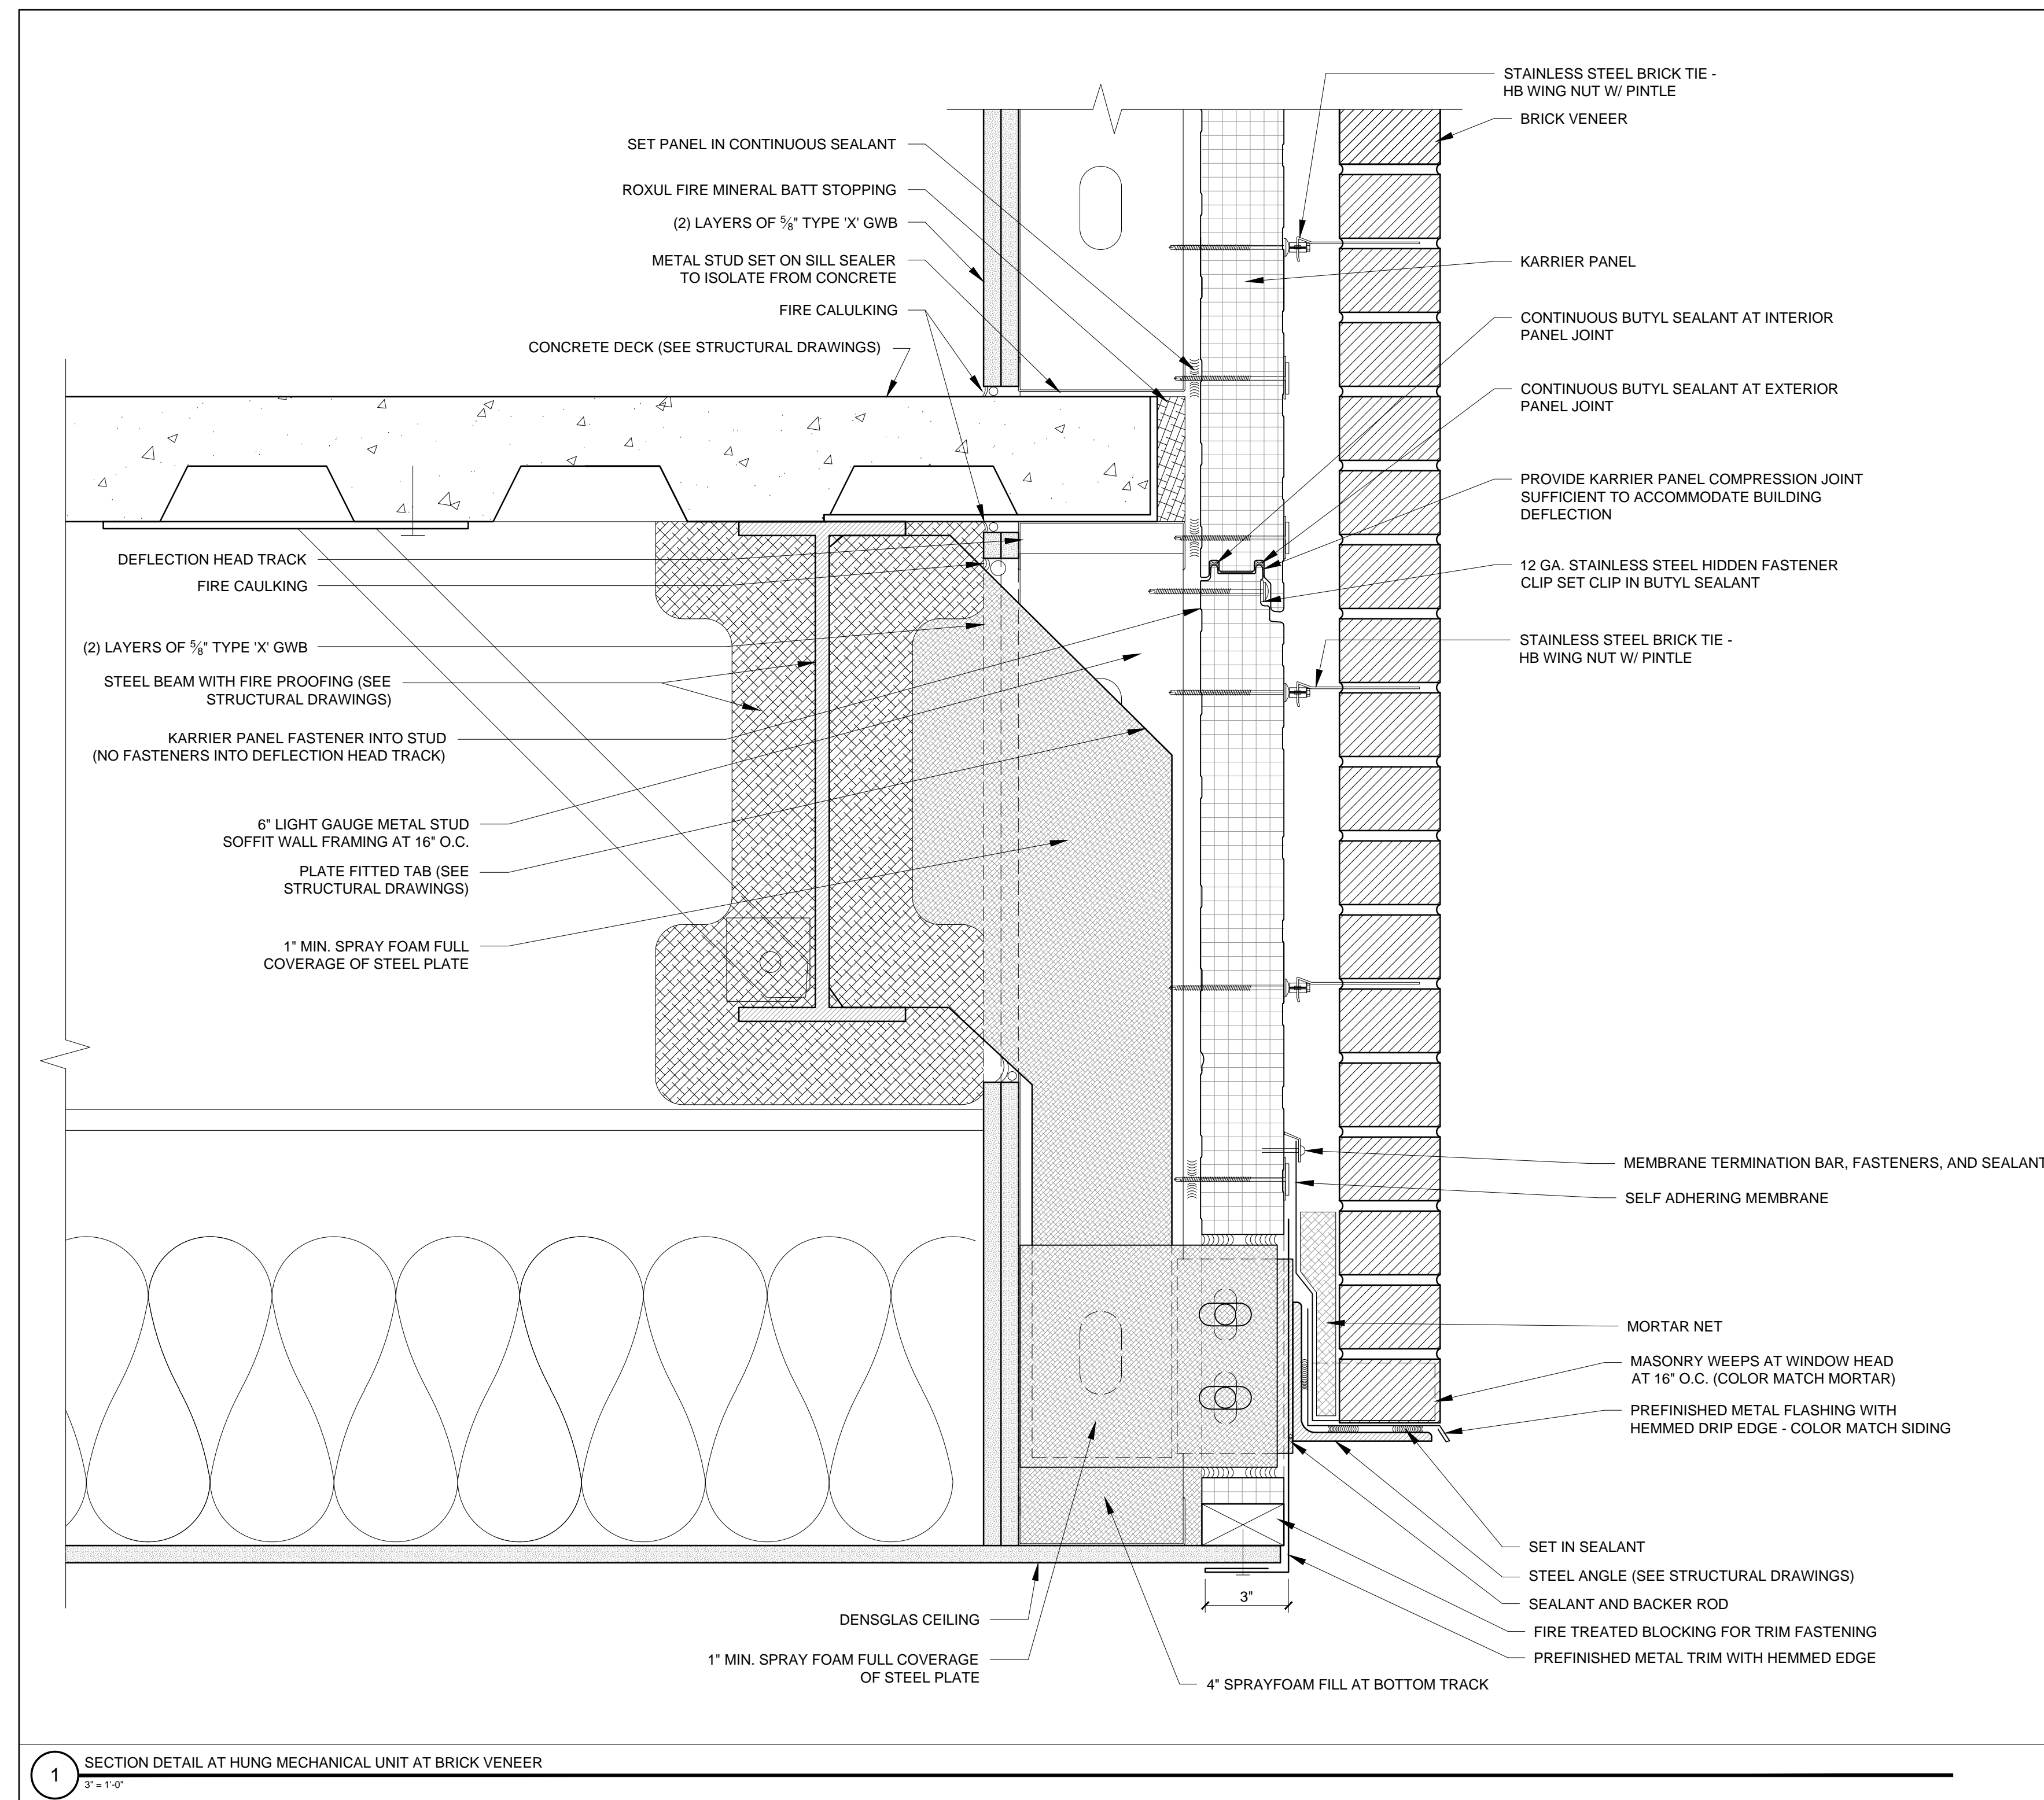 STAINLESS STEEL BRICK TIE -
HB WING NUT W/ PINTLE
BRICK VENEER
SET PANEL IN CONTINUOUS SEALANT
ROXUL FIRE MINERAL BATT STOPPING
(2) LAYERS OF ⅝" TYPE 'X' GWB
METAL STUD SET ON SILL SEALER
TO ISOLATE FROM CONCRETE
FIRE CALULKING
CONCRETE DECK (SEE STRUCTURAL DRAWINGS)
KARRIER PANEL
CONTINUOUS BUTYL SEALANT AT INTERIOR
PANEL JOINT
CONTINUOUS BUTYL SEALANT AT EXTERIOR
PANEL JOINT
PROVIDE KARRIER PANEL COMPRESSION JOINT
SUFFICIENT TO ACCOMMODATE BUILDING
DEFLECTION
12 GA. STAINLESS STEEL HIDDEN FASTENER
CLIP SET CLIP IN BUTYL SEALANT
STAINLESS STEEL BRICK TIE -
HB WING NUT W/ PINTLE
DEFLECTION HEAD TRACK
FIRE CAULKING
(2) LAYERS OF ⅝" TYPE 'X' GWB
STEEL BEAM WITH FIRE PROOFING (SEE
STRUCTURAL DRAWINGS)
KARRIER PANEL FASTENER INTO STUD
(NO FASTENERS INTO DEFLECTION HEAD TRACK)
6" LIGHT GAUGE METAL STUD
SOFFIT WALL FRAMING AT 16" O.C.
PLATE FITTED TAB (SEE
STRUCTURAL DRAWINGS)
1" MIN. SPRAY FOAM FULL
COVERAGE OF STEEL PLATE
MEMBRANE TERMINATION BAR, FASTENERS, AND SEALANT
SELF ADHERING MEMBRANE
MORTAR NET
MASONRY WEEPS AT WINDOW HEAD
AT 16" O.C. (COLOR MATCH MORTAR)
PREFINISHED METAL FLASHING WITH
HEMMED DRIP EDGE - COLOR MATCH SIDING
SET IN SEALANT
STEEL ANGLE (SEE STRUCTURAL DRAWINGS)
SEALANT AND BACKER ROD
FIRE TREATED BLOCKING FOR TRIM FASTENING
PREFINISHED METAL TRIM WITH HEMMED EDGE
3"
DENSGLAS CEILING
1" MIN. SPRAY FOAM FULL COVERAGE
OF STEEL PLATE
4" SPRAYFOAM FILL AT BOTTOM TRACK
1
SECTION DETAIL AT HUNG MECHANICAL UNIT AT BRICK VENEER
3" = 1'-0"